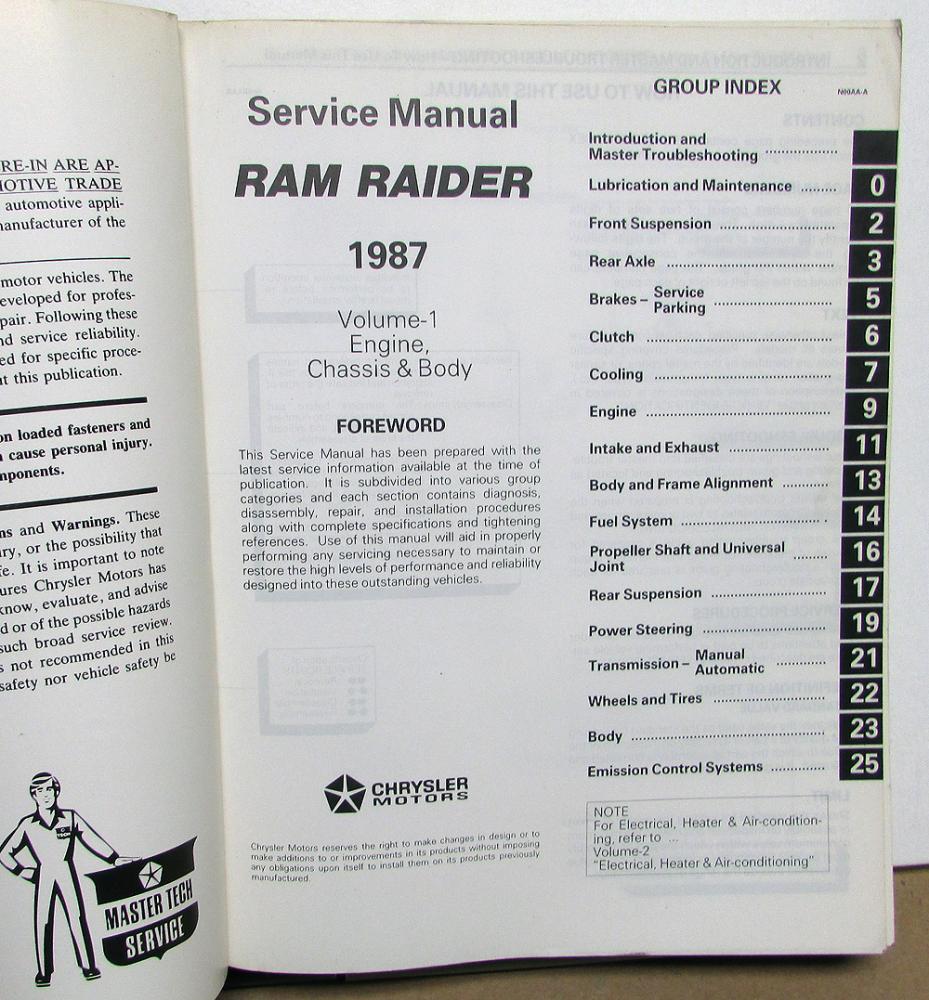 RE-IN ARE AP-
MOTIVE TRADE
automotive appli-
manufacturer of the
motor vehicles. The
eveloped for profes-
pair. Following these
nd service reliability.
ed for specific proce-
t this publication.
on loaded fasteners and
cause personal injury.
mponents.
ns and Warnings. These
ury, or the possibility that
fe. It is important to note
ures Chrysler Motors has
know, evaluate, and advise
d or of the possible hazards
such broad service review.
s not recommended in this
safety nor vehicle safety be
MASTER TECH
SERVICE
Service Manual
RAM RAIDER
1987
Volume-1
Engine,
Chassis & Body
FOREWORD
This Service Manual has been prepared with the
latest service information available at the time of
publication. It is subdivided into various group
categories and each section contains diagnosis,
disassembly, repair, and installation procedures
along with complete specifications and tightening
references. Use of this manual will aid in properly
performing any servicing necessary to maintain or
restore the high levels of performance and reliability
designed into these outstanding vehicles.
CHRYSLER
MOTORS
Chrysler Motors reserves the right to make changes in design or to
make additions to or improvements in its products without imposing
any obligations upon itself to install them on its products previously
manufactured.
GROUP INDEX
N00AA-A
Introduction and
Master Troubleshooting ..................
Lubrication and Maintenance ........ 0
Front Suspension .......................... 2
Rear Axle ................................ 3
Brakes – Service
Parking ........................... 5
Clutch .......................................... 6
Cooling ........................................ 7
Engine .......................................... 9
Intake and Exhaust ....................... 11
Body and Frame Alignment ........... 13
Fuel System ................................. 14
Propeller Shaft and Universal
Joint ........ 16
Rear Suspension .......................... 17
Power Steering ............................ 19
Transmission – Manual
Automatic ............ 21
Wheels and Tires .......................... 22
Body ............................................ 23
Emission Control Systems ............. 25
NOTE
For Electrical, Heater & Air-condition-
ing, refer to ...
Volume-2
"Electrical, Heater & Air-conditioning"